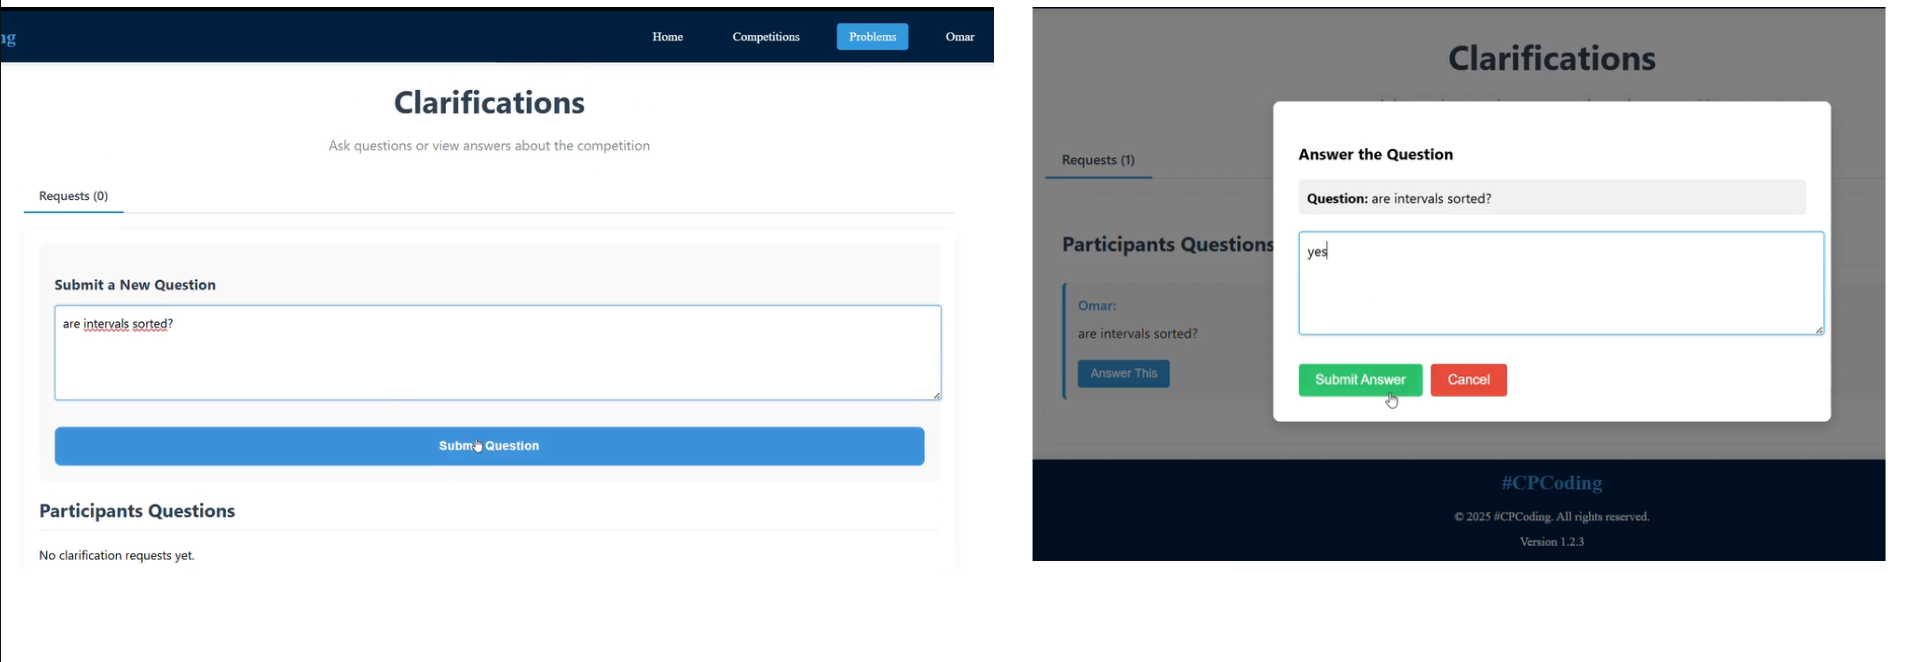 ng
Home Competitions Problems Omar
Clarifications
Ask questions or view answers about the competition
Requests (0)
Submit a New Question
are intervals sorted?
Submit Question
Participants Questions
No clarification requests yet.
Clarifications
Requests (1)
Participants Questions
Omar:
are intervals sorted?
Answer This
Answer the Question
Question: are intervals sorted?
yes
Submit Answer Cancel
#CPCoding
© 2025 #CPCoding. All rights reserved.
Version 1.2.3